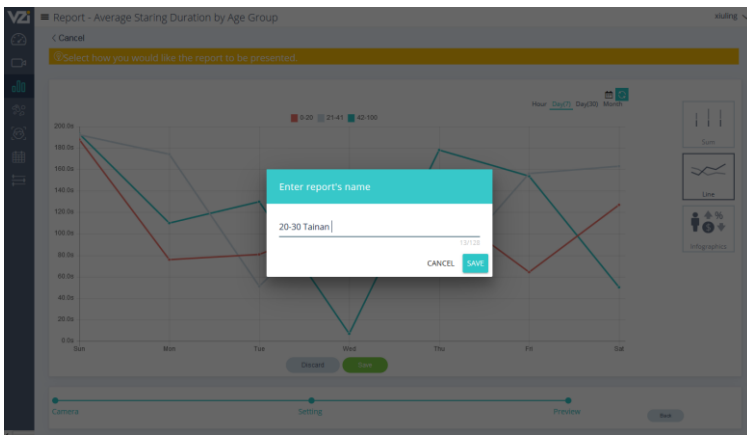 VZi
Report - Average Staring Duration by Age Group
siuling
< Cancel
Select how you would like the report to be presented.
Hour Day(7) Day(30) Month
0-20 21-41 42-100
200.0s
180.0s
160.0s
140.0s
120.0s
100.0s
80.0s
60.0s
40.0s
20.0s
0.0s
Sun Mon Tue Wed Thu Fri Sat
Sum
Line
Infographics
Enter report's name
20-30 Tainan
13/128
CANCEL SAVE
Discard Save
Camera Setting Preview